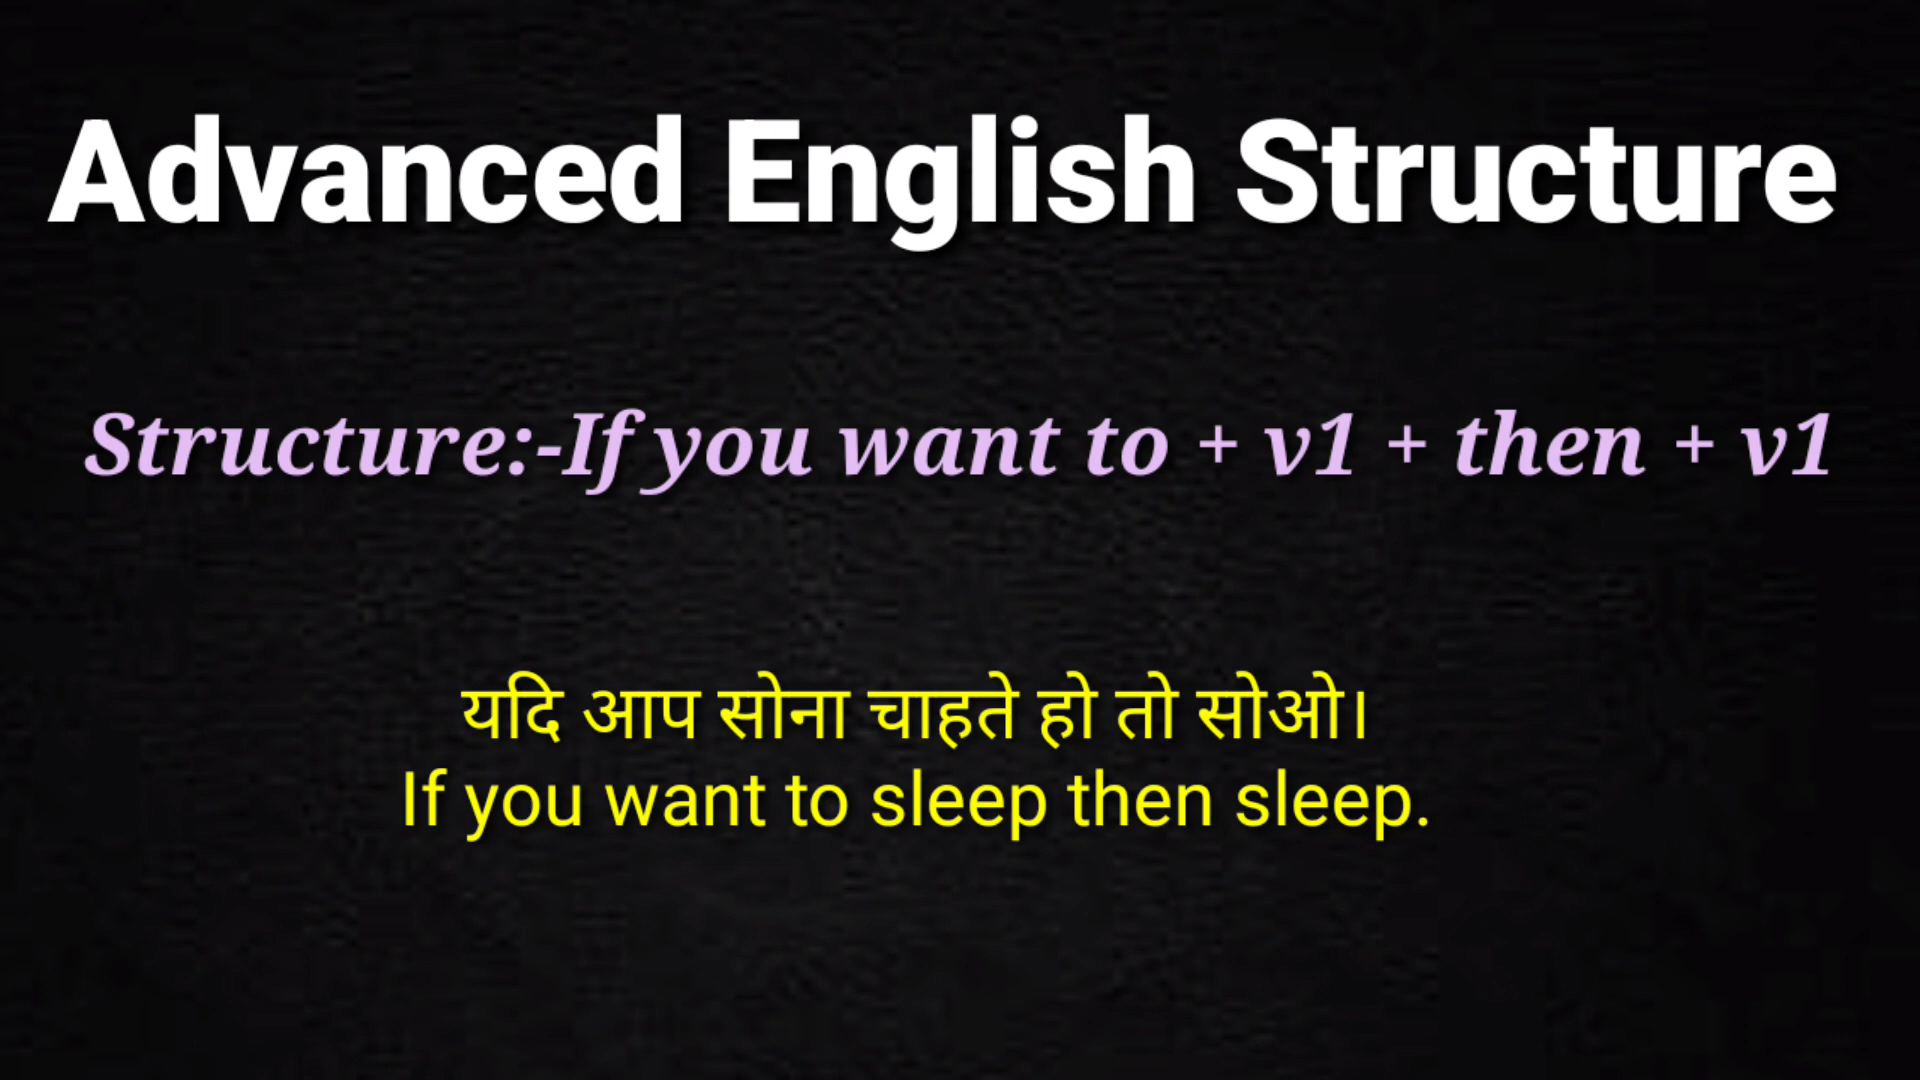 Advanced English Structure
Structure:-If you want to + v1 + then + v1
यदि आप सोना चाहते हो तो सोओ।
If you want to sleep then sleep.